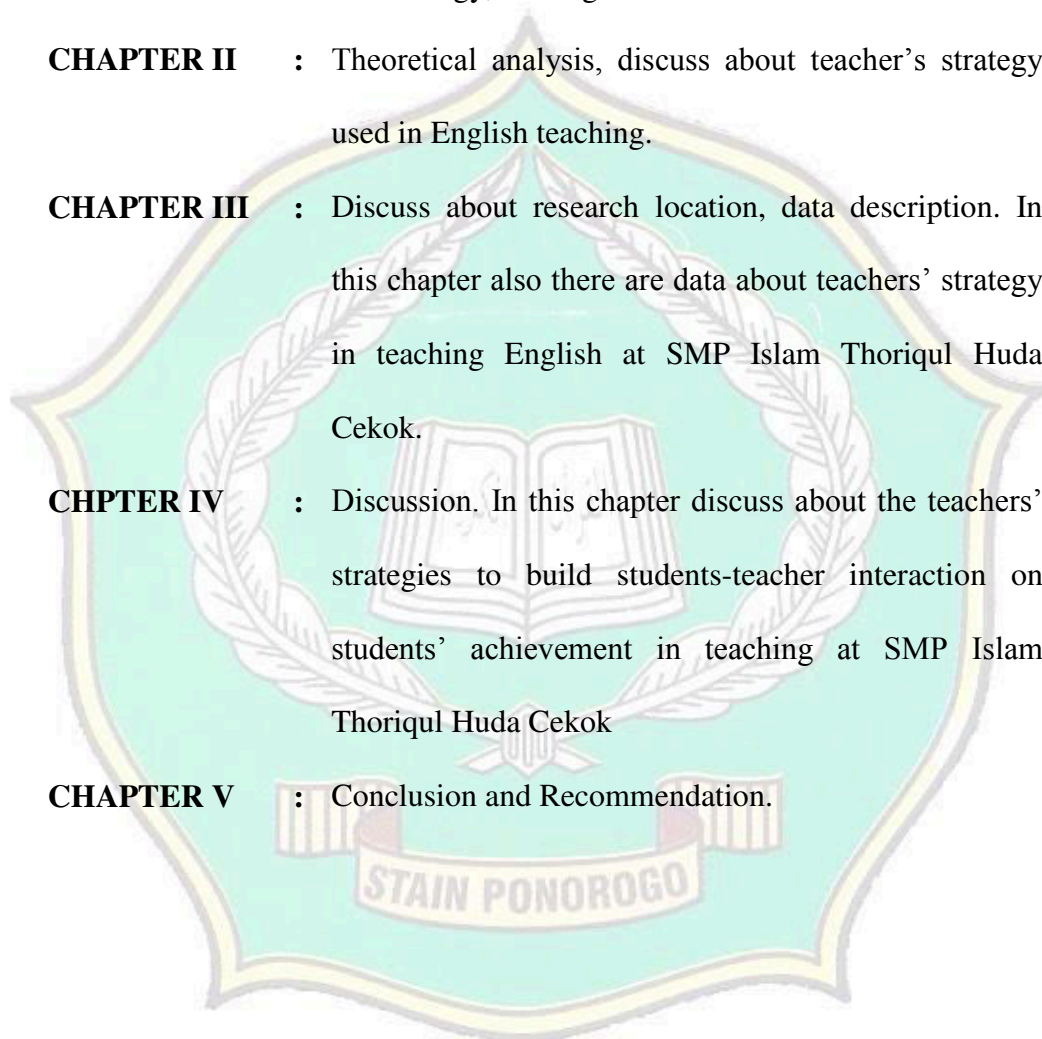 CHAPTER II : Theoretical analysis, discuss about teacher’s strategy
used in English teaching.
CHAPTER III : Discuss about research location, data description. In
this chapter also there are data about teachers’ strategy
in teaching English at SMP Islam Thoriqul Huda
Cekok.
CHPTER IV : Discussion. In this chapter discuss about the teachers’
strategies to build students-teacher interaction on
students’ achievement in teaching at SMP Islam
Thoriqul Huda Cekok
CHAPTER V : Conclusion and Recommendation.
STAIN PONOROGO